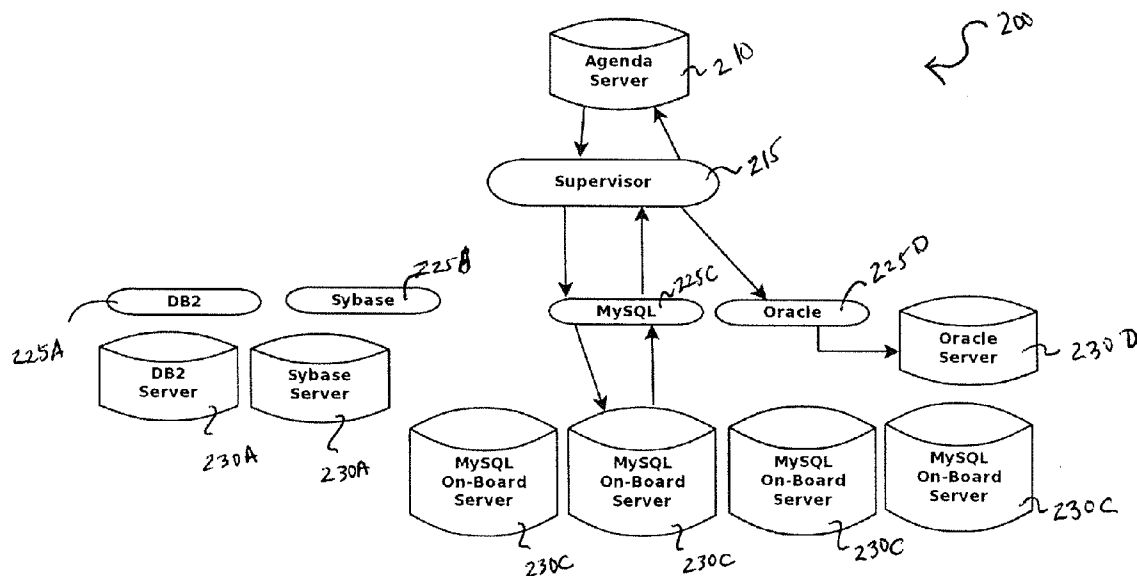 200
Agenda
Server
210
Supervisor
215
DB2
225A
Sybase
225B
MySQL
225C
Oracle
225D
Oracle
Server
230D
DB2
Server
230A
Sybase
Server
230A
MySQL
On-Board
Server
230C
MySQL
On-Board
Server
230C
MySQL
On-Board
Server
230C
MySQL
On-Board
Server
230C